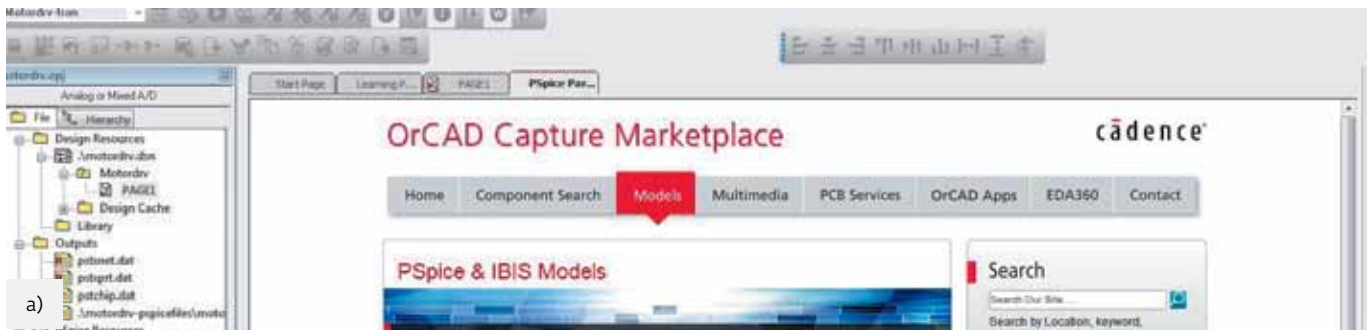 Start Page Learning P... PAGE1 PSpice Par...
Analog or Mixed A/D
File Hierarchy
Design Resources
.\motordrv.dsn
Motordrv
PAGE1
Design Cache
Library
Outputs
pstxnet.dat
pstxprt.dat
pstchip.dat
a)
OrCAD Capture Marketplace
cādence
Home Component Search Models Multimedia PCB Services OrCAD Apps EDA360 Contact
PSpice & IBIS Models
Search
Search Our Site ...
Search by Location, keyword,